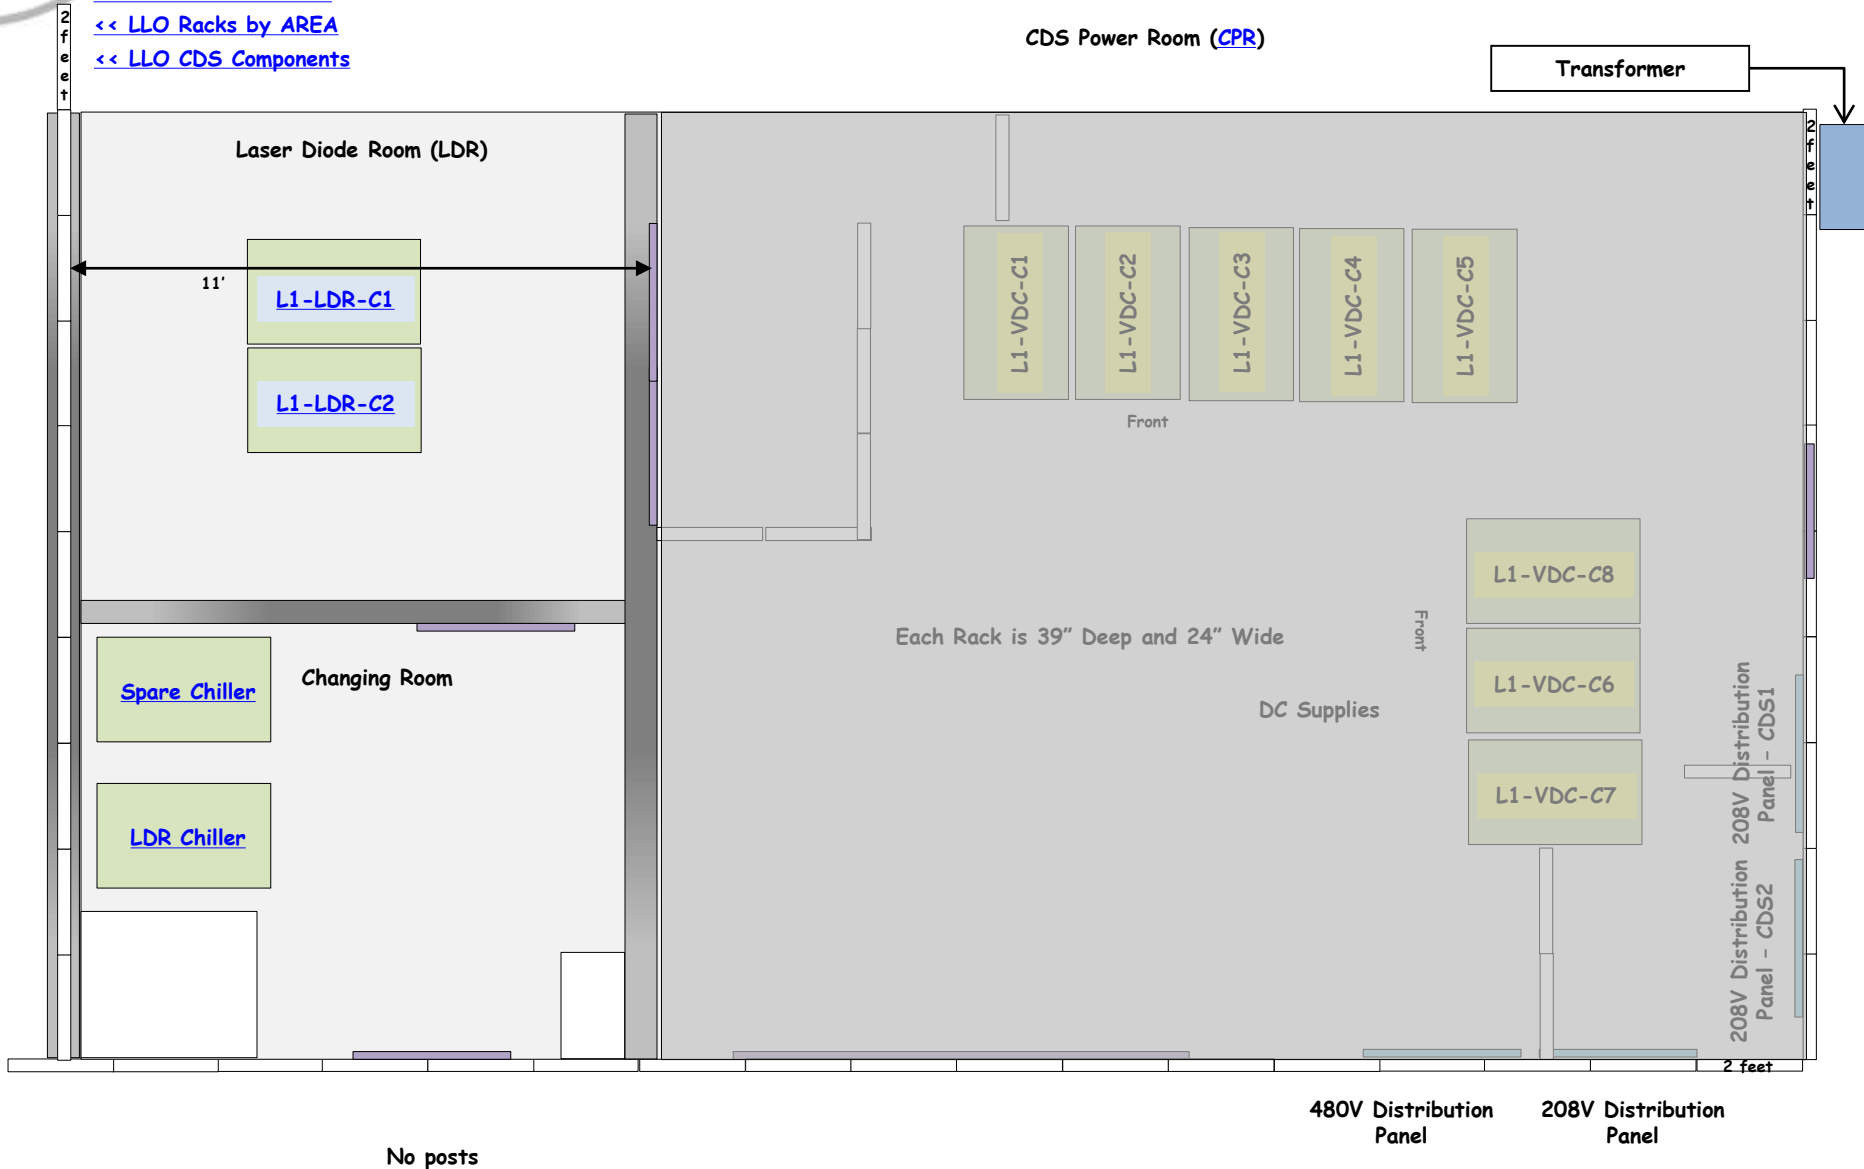 << LLO Racks by AREA
<< LLO CDS Components
2 feet
CDS Power Room (CPR)
Transformer
2 feet
Laser Diode Room (LDR)
11'
L1-LDR-C1
L1-LDR-C2
L1-VDC-C1
L1-VDC-C2
L1-VDC-C3
L1-VDC-C4
L1-VDC-C5
Front
L1-VDC-C8
Front
Each Rack is 39” Deep and 24” Wide
L1-VDC-C6
DC Supplies
L1-VDC-C7
Changing Room
Spare Chiller
LDR Chiller
208V Distribution
Panel - CDS1
208V Distribution
Panel - CDS2
2 feet
480V Distribution
Panel
208V Distribution
Panel
No posts